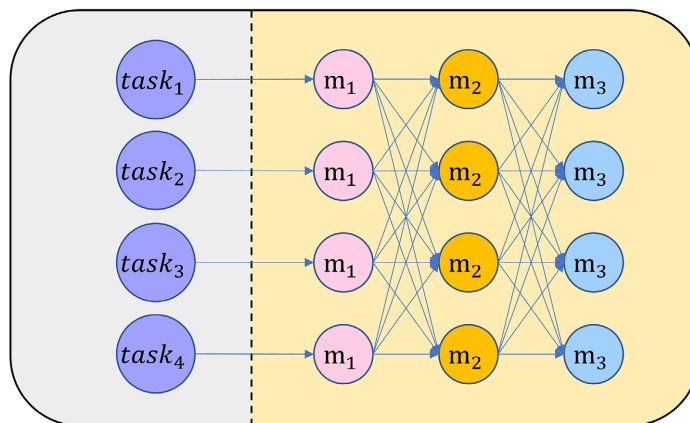 task₁ m₁ m₂ m₃
task₂ m₁ m₂ m₃
task₃ m₁ m₂ m₃
task₄ m₁ m₂ m₃